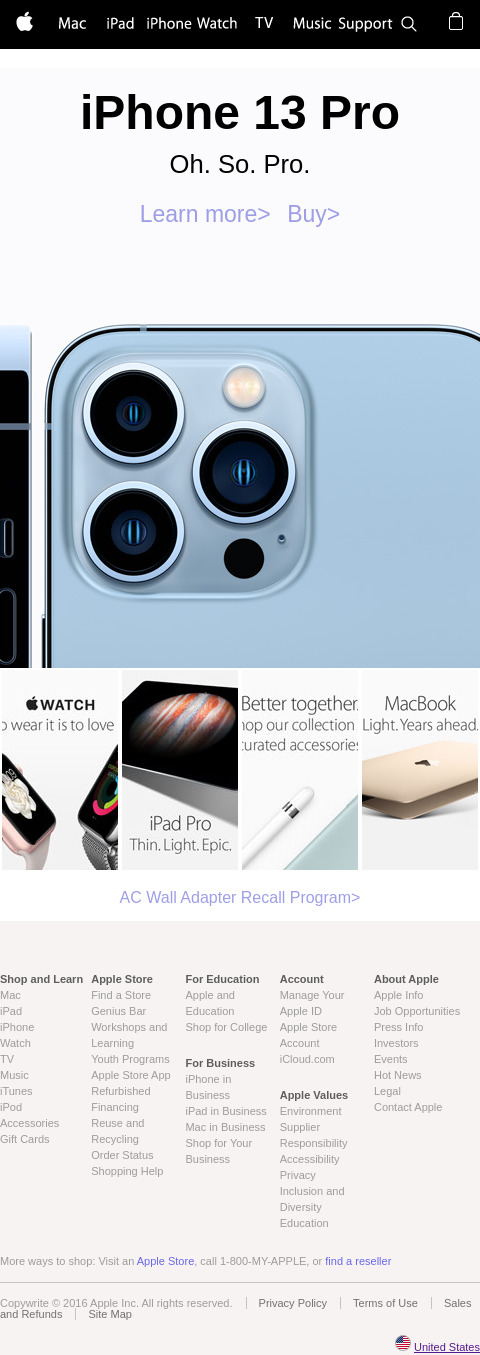 Mac iPad iPhone Watch TV Music Support
iPhone 13 Pro
Oh. So. Pro.
Learn more> Buy>
WATCH
o wear it is to love
iPad Pro
Thin. Light. Epic.
Better together.
hop our collection
curated accessories
MacBook
Light. Years ahead.
AC Wall Adapter Recall Program>
Shop and Learn
Mac
iPad
iPhone
Watch
TV
Music
iTunes
iPod
Accessories
Gift Cards
Apple Store
Find a Store
Genius Bar
Workshops and
Learning
Youth Programs
Apple Store App
Refurbished
Financing
Reuse and
Recycling
Order Status
Shopping Help
For Education
Apple and
Education
Shop for College
For Business
iPhone in
Business
iPad in Business
Mac in Business
Shop for Your
Business
Account
Manage Your
Apple ID
Apple Store
Account
iCloud.com
Apple Values
Environment
Supplier
Responsibility
Accessibility
Privacy
Inclusion and
Diversity
Education
About Apple
Apple Info
Job Opportunities
Press Info
Investors
Events
Hot News
Legal
Contact Apple
More ways to shop: Visit an Apple Store, call 1-800-MY-APPLE, or find a reseller
Copyright © 2016 Apple Inc. All rights reserved. Privacy Policy Terms of Use Sales
and Refunds Site Map
United States